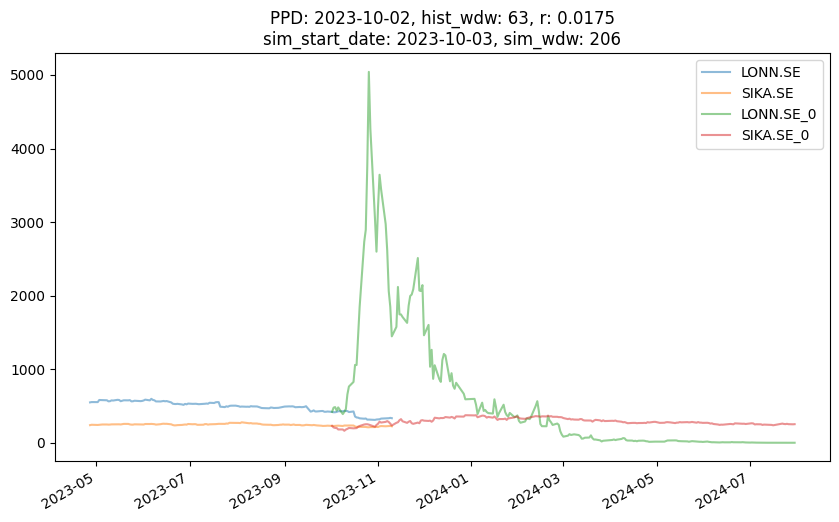 PPD: 2023-10-02, hist_wdw: 63, r: 0.0175
sim_start_date: 2023-10-03, sim_wdw: 206
LONN.SE
SIKA.SE
LONN.SE_0
SIKA.SE_0
5000
4000
3000
2000
1000
0
2023-05
2023-07
2023-09
2023-11
2024-01
2024-03
2024-05
2024-07